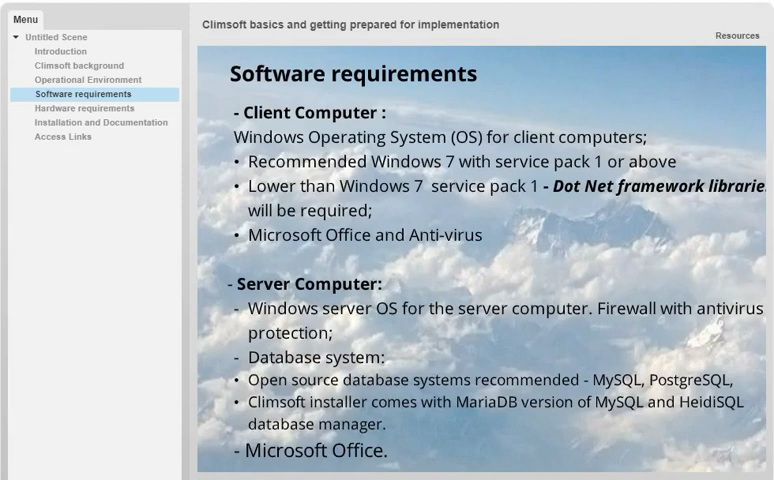 Menu
Untitled Scene
Introduction
Climsoft background
Operational Environment
Software requirements
Hardware requirements
Installation and Documentation
Access Links
Climsoft basics and getting prepared for implementation
Resources
Software requirements
- Client Computer :
Windows Operating System (OS) for client computers;
• Recommended Windows 7 with service pack 1 or above
• Lower than Windows 7 service pack 1 - Dot Net framework librarie
will be required;
• Microsoft Office and Anti-virus
- Server Computer:
- Windows server OS for the server computer. Firewall with antivirus
protection;
- Database system:
• Open source database systems recommended - MySQL, PostgreSQL,
• Climsoft installer comes with MariaDB version of MySQL and HeidiSQL
database manager.
- Microsoft Office.